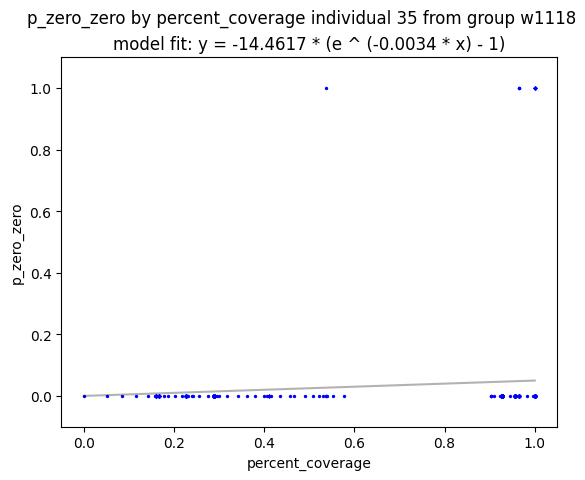 p_zero_zero by percent_coverage individual 35 from group w1118
model fit: y = -14.4617 * (e ^ (-0.0034 * x) - 1)
1.0
0.8
0.6
0.4
0.2
0.0
p_zero_zero
0.0 0.2 0.4 0.6 0.8 1.0
percent_coverage